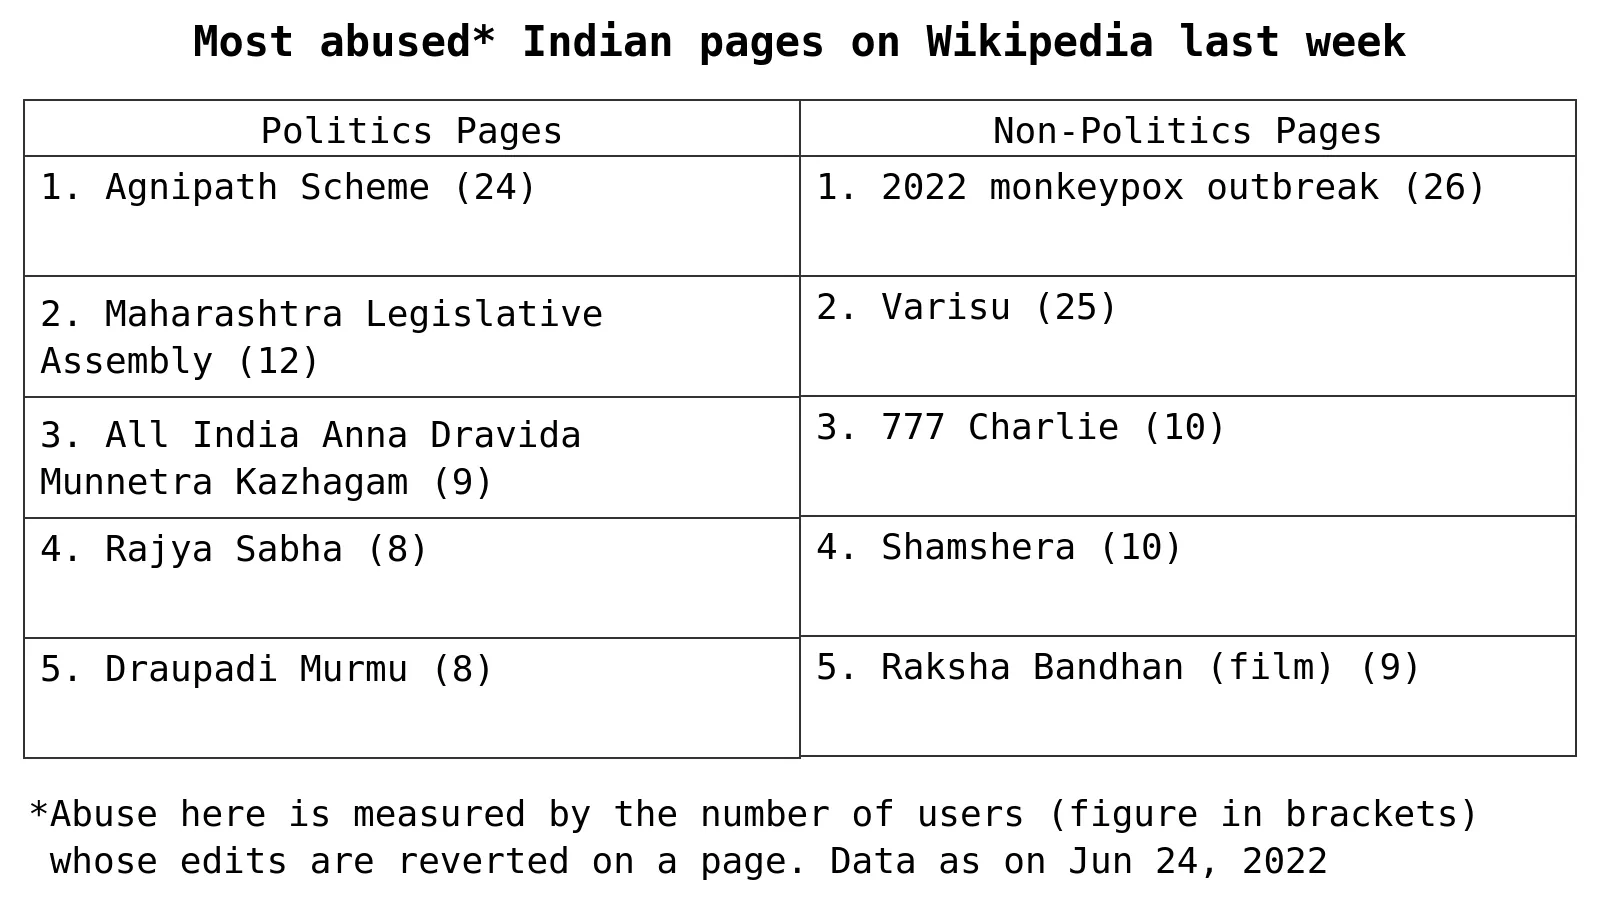 Most abused* Indian pages on Wikipedia last week
Politics Pages
1. Agnipath Scheme (24)
2. Maharashtra Legislative
Assembly (12)
3. All India Anna Dravida
Munnetra Kazhagam (9)
4. Rajya Sabha (8)
5. Draupadi Murmu (8)
Non-Politics Pages
1. 2022 monkeypox outbreak (26)
2. Varisu (25)
3. 777 Charlie (10)
4. Shamshera (10)
5. Raksha Bandhan (film) (9)
*Abuse here is measured by the number of users (figure in brackets)
whose edits are reverted on a page. Data as on Jun 24, 2022